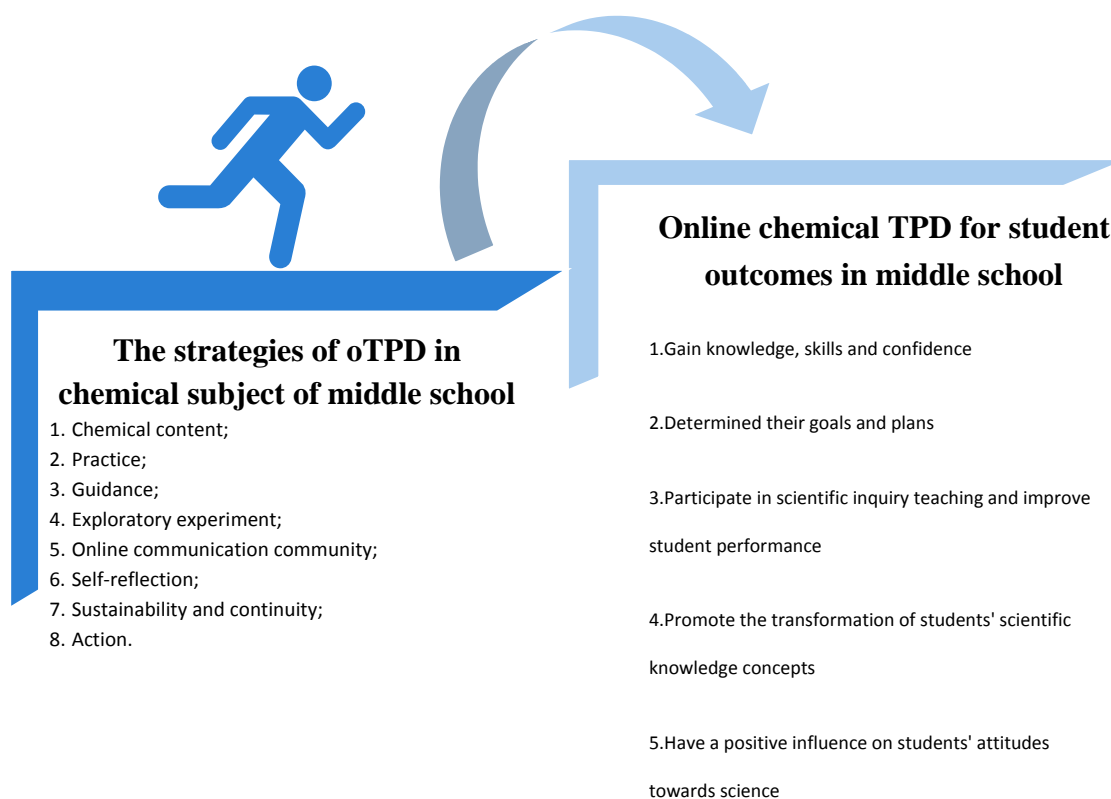 The strategies of oTPD in
chemical subject of middle school
1. Chemical content;
2. Practice;
3. Guidance;
4. Exploratory experiment;
5. Online communication community;
6. Self-reflection;
7. Sustainability and continuity;
8. Action.
Online chemical TPD for student
outcomes in middle school
1.Gain knowledge, skills and confidence
2.Determined their goals and plans
3.Participate in scientific inquiry teaching and improve
student performance
4.Promote the transformation of students' scientific
knowledge concepts
5.Have a positive influence on students' attitudes
towards science